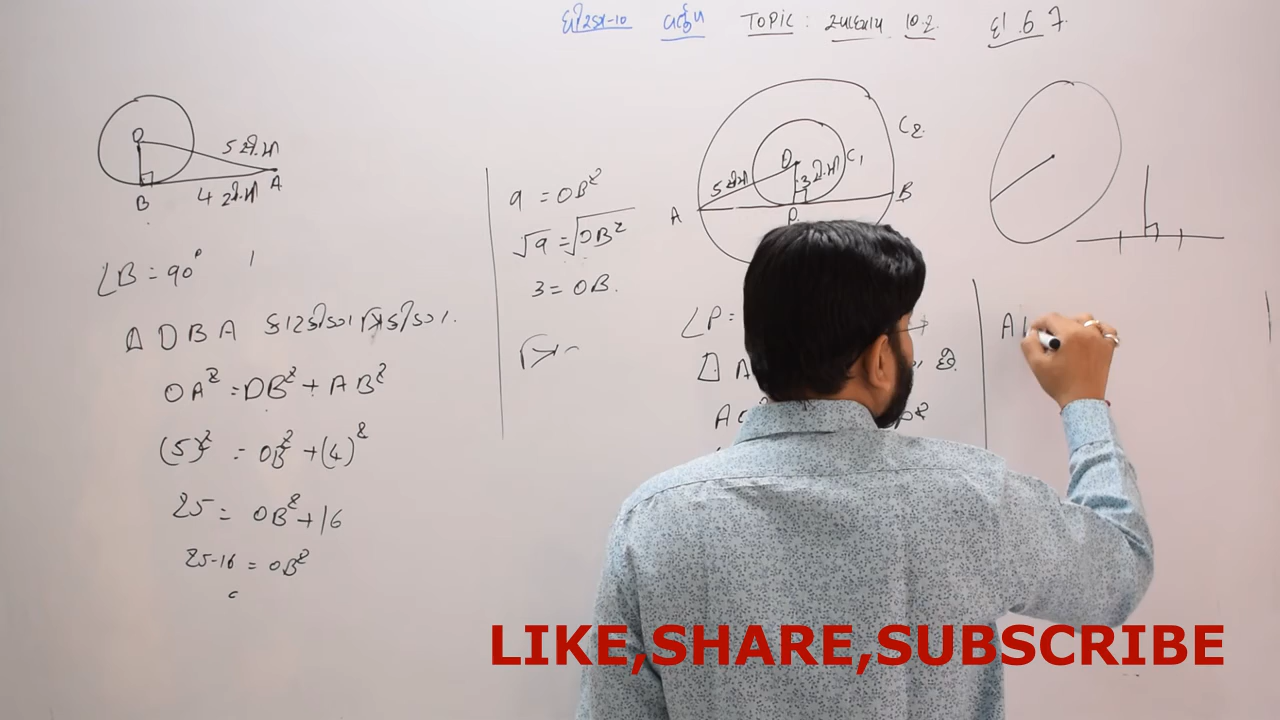 ધોરણ-10 વર્તુળ TOPIC : સ્વાધ્યાય 10.2 દા 6 7.
O
5 સે.મી
B 4 સે.મી A
∠B = 90°
Δ OBA કાટકોણ ત્રિકોણ.
OA² = OB² + AB²
(5)² = OB² + (4)²
25 = OB² + 16
25-16 = OB²
9 = OB²
√9 = √OB²
3 = OB.
C₂
O C₁
5 સેમી 3 સે.મી
A P B
∠P =
છે.
LIKE,SHARE,SUBSCRIBE